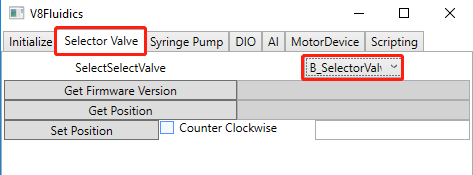 V8Fluidics
Initialize Selector Valve Syringe Pump DIO AI MotorDevice Scripting
SelectSelectValve B_SelectorValv
Get Firmware Version
Get Position
Set Position Counter Clockwise